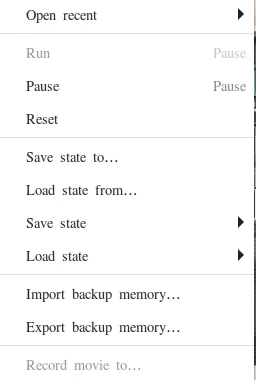 Open recent
Run Pause
Pause Pause
Reset
Save state to...
Load state from...
Save state
Load state
Import backup memory...
Export backup memory...
Record movie to...